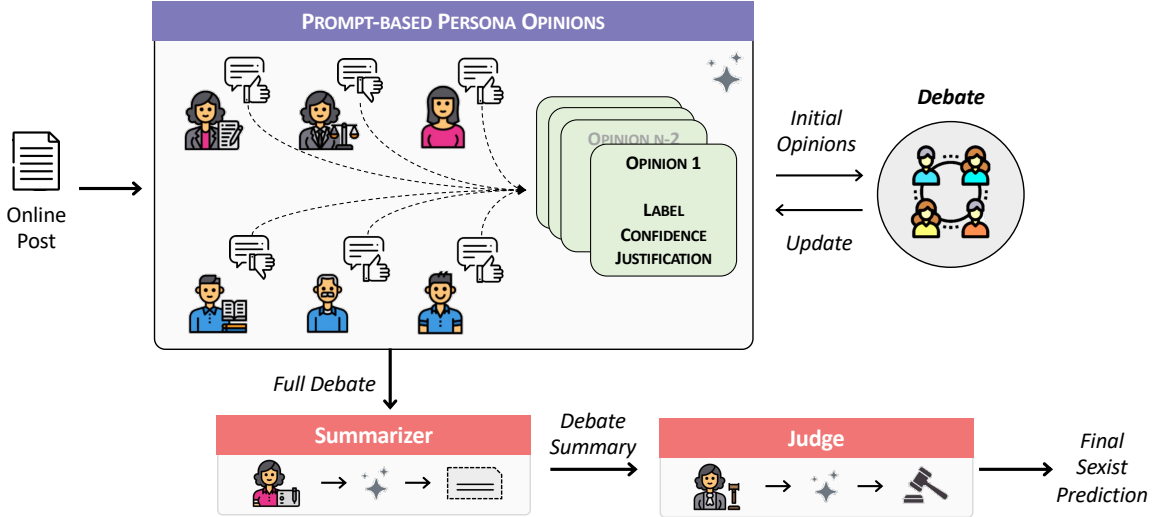 PROMPT-BASED PERSONA OPINIONS
Online
Post
OPINION N-2
OPINION 1
LABEL
CONFIDENCE
JUSTIFICATION
Initial
Opinions
Update
Debate
Full Debate
Summarizer
Debate
Summary
Judge
Final
Sexist
Prediction